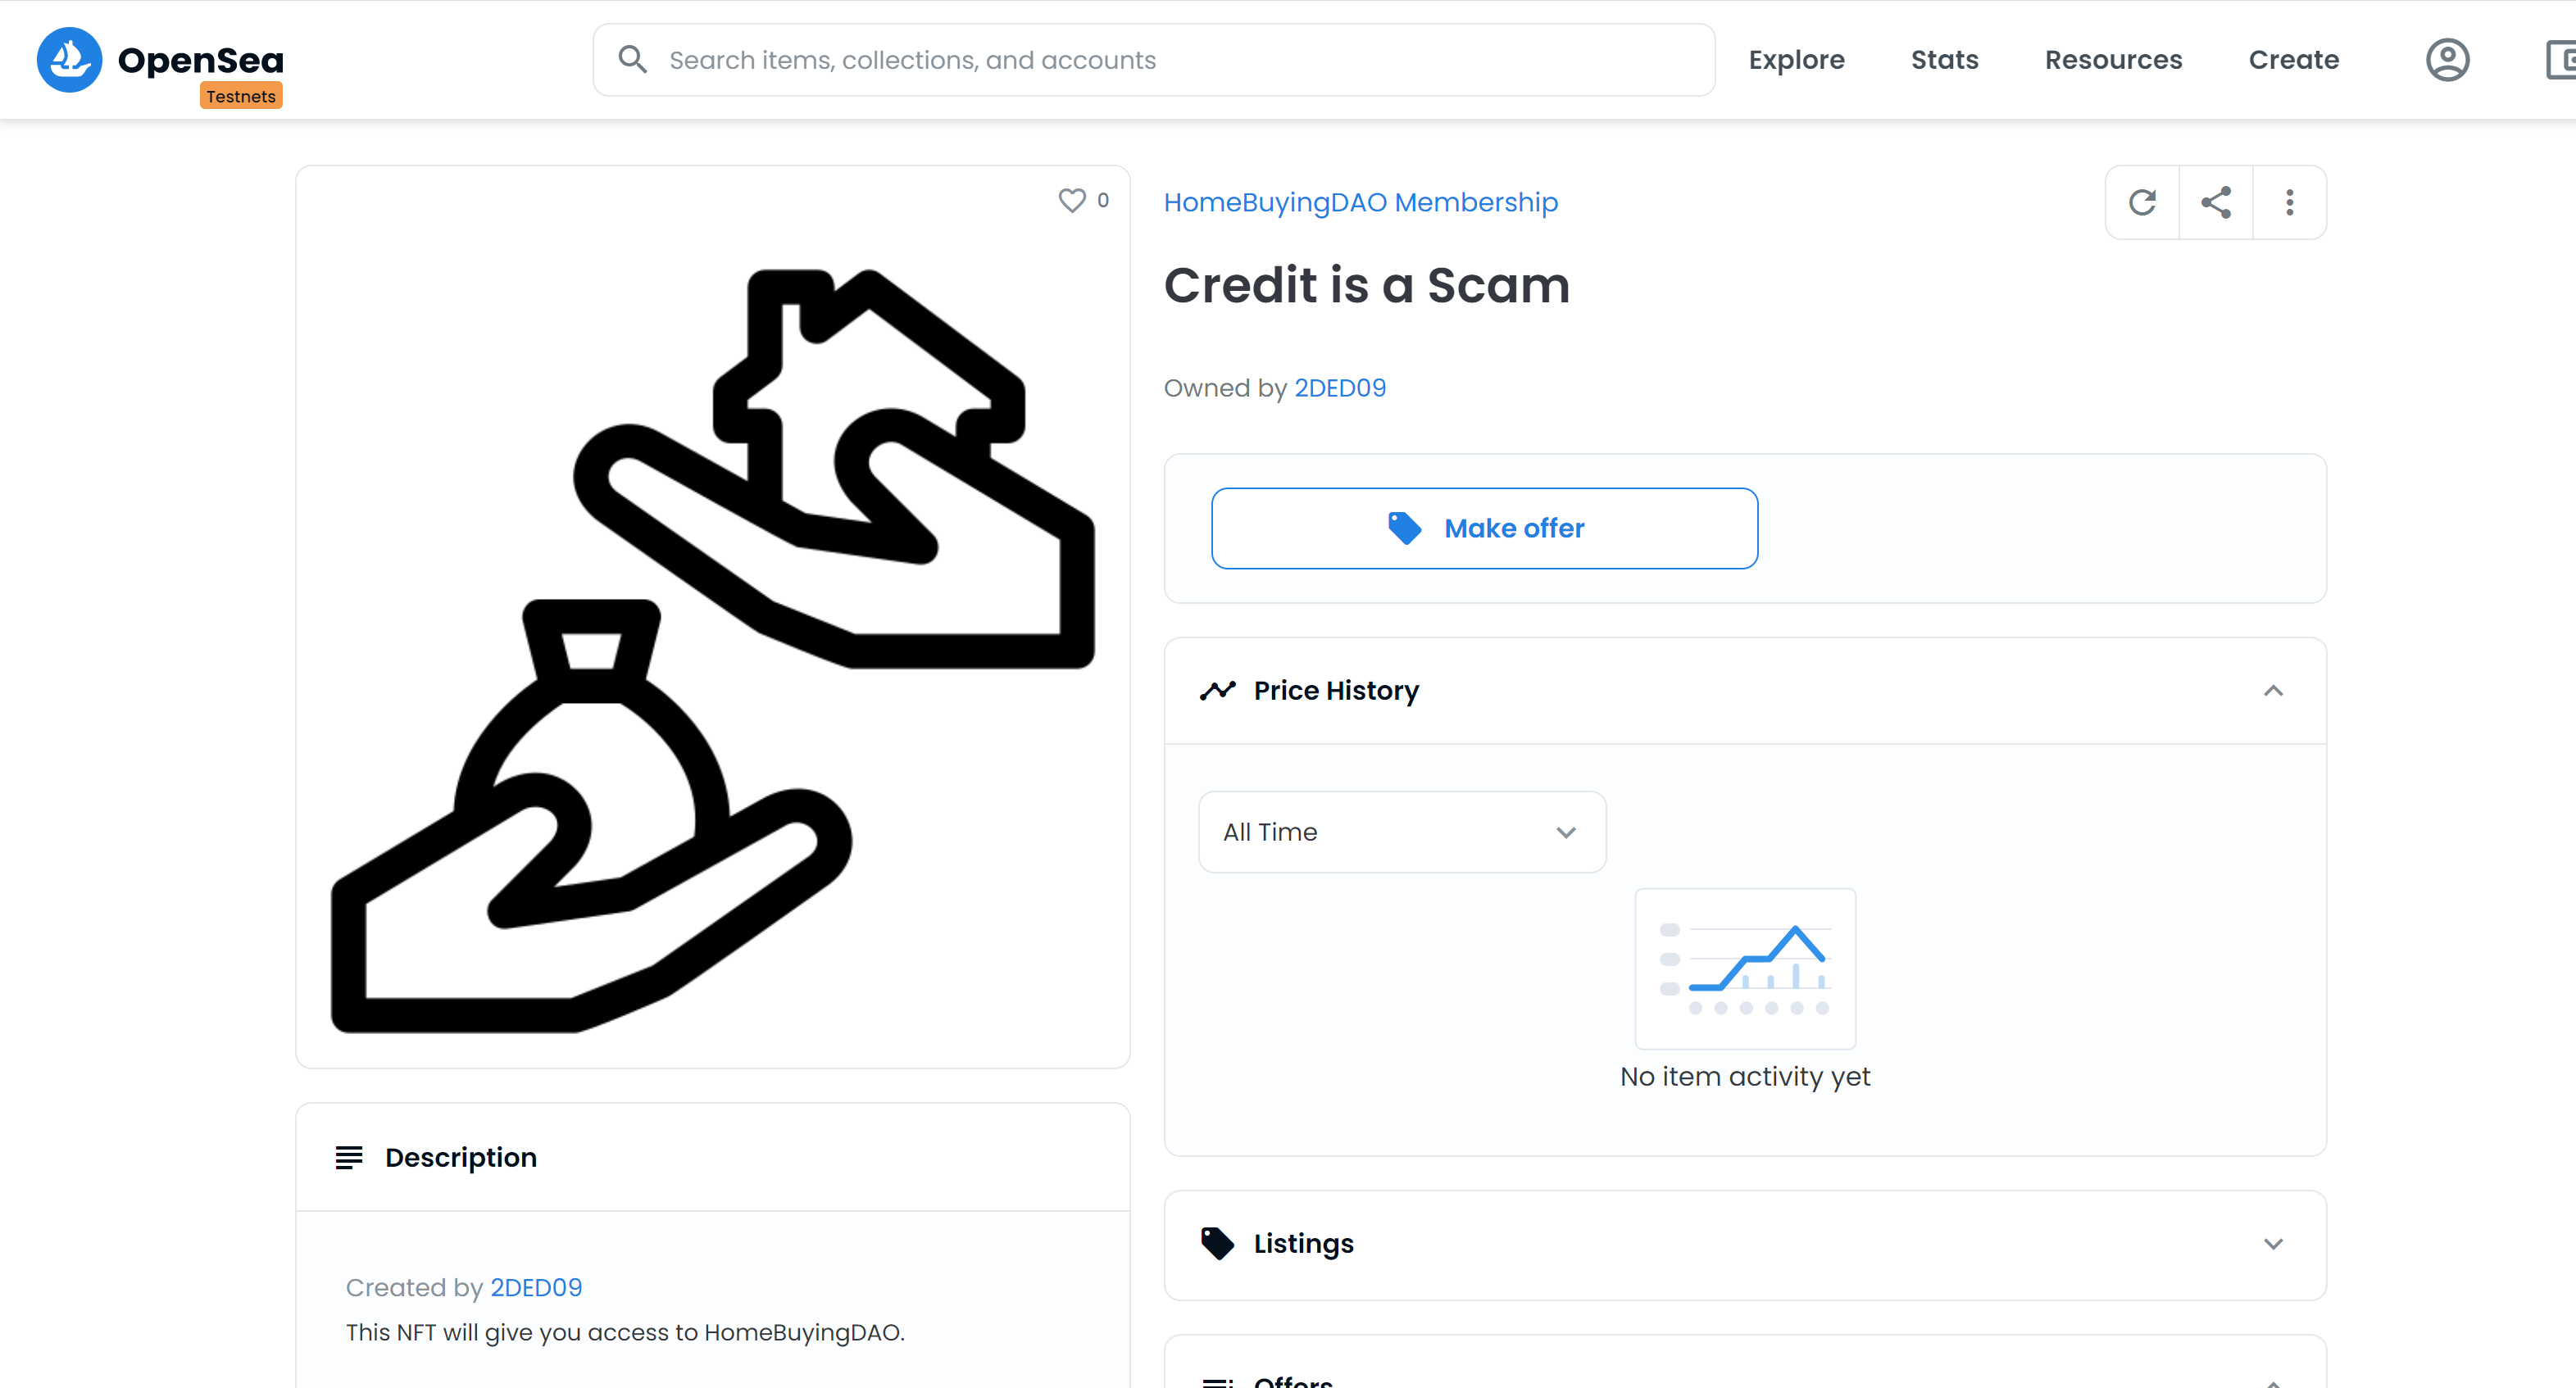 OpenSea
Testnets
Search items, collections, and accounts
Explore
Stats
Resources
Create
0
HomeBuyingDAO Membership
Credit is a Scam
Owned by 2DED09
Make offer
Price History
All Time
No item activity yet
Description
Created by 2DED09
This NFT will give you access to HomeBuyingDAO.
Listings
Offers